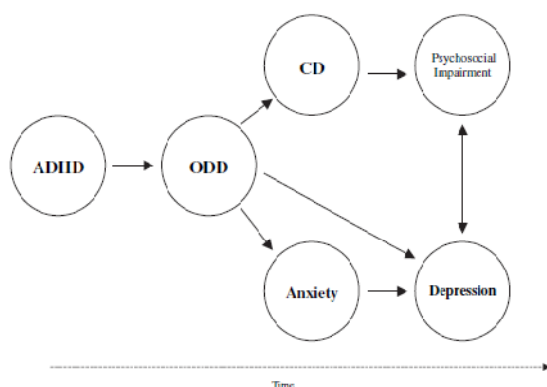 CD
Psychosocial
Impairment
ADHD
ODD
Anxiety
Depression
Time